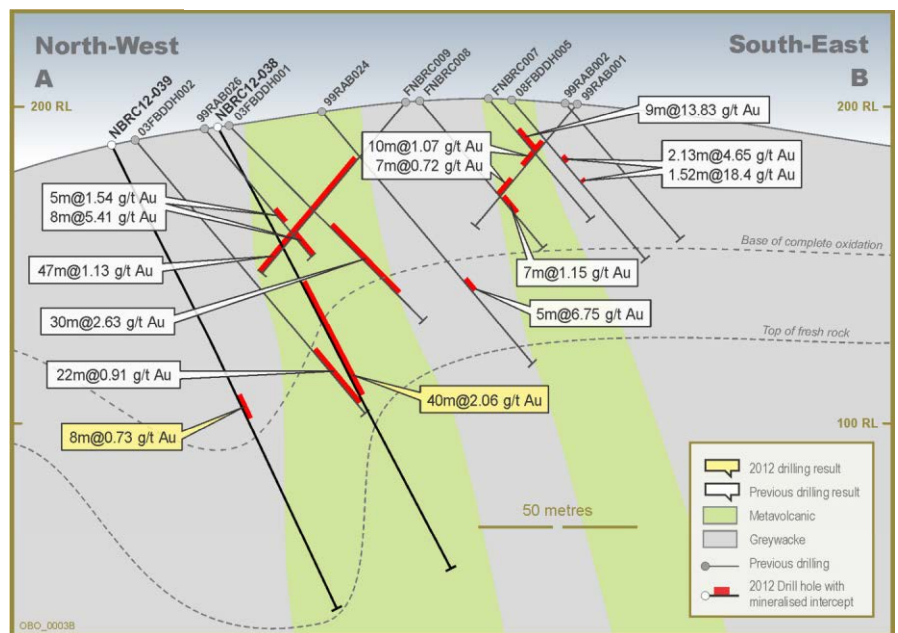 North-West
A
South-East
B
200 RL
200 RL
NBRC12-039
03FBDDH002
99RAB026
NBRC12-038
03FBDDH001
99RAB024
FNBRC009
FNBRC008
FNBRC007
08FBDDH005
99RAB002
99RAB001
9m@13.83 g/t Au
10m@1.07 g/t Au
7m@0.72 g/t Au
2.13m@4.65 g/t Au
1.52m@18.4 g/t Au
5m@1.54 g/t Au
8m@5.41 g/t Au
Base of complete oxidation
47m@1.13 g/t Au
7m@1.15 g/t Au
30m@2.63 g/t Au
5m@6.75 g/t Au
Top of fresh rock
22m@0.91 g/t Au
40m@2.06 g/t Au
8m@0.73 g/t Au
100 RL
100 RL
50 metres
2012 drilling result
Previous drilling result
Metavolcanic
Greywacke
Previous drilling
2012 Drill hole with
mineralised intercept
OBO_0003B